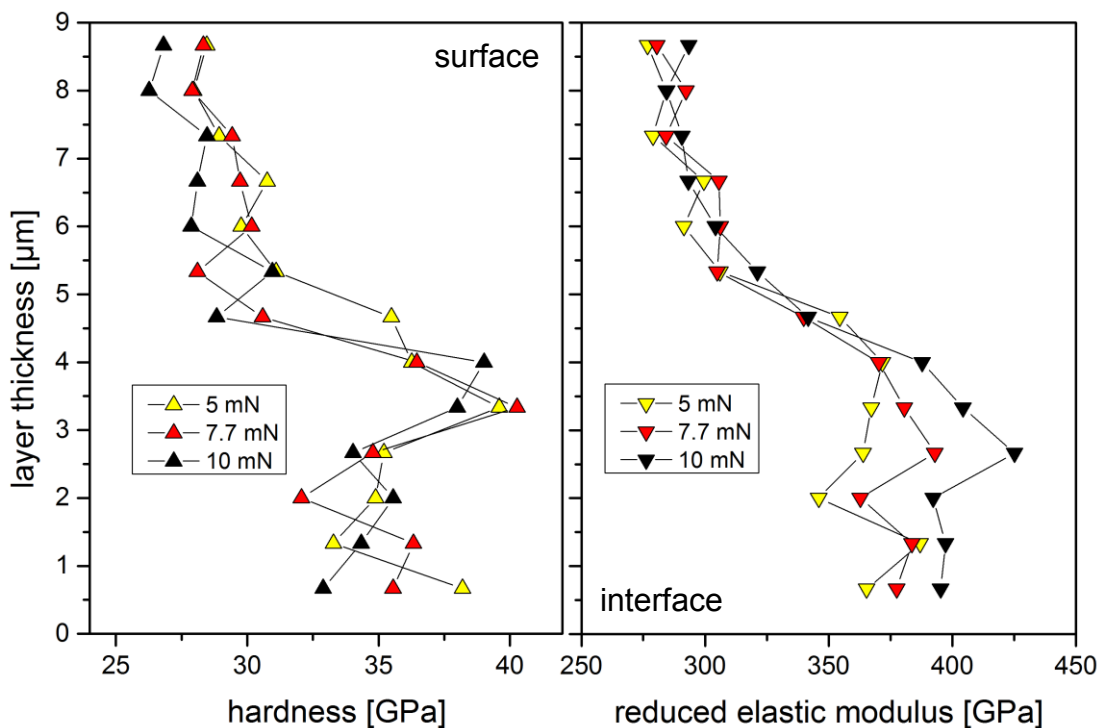 9
8
7
6
5
4
3
2
1
0
layer thickness [µm]
surface
5 mN
7.7 mN
10 mN
25 30 35 40
hardness [GPa]
5 mN
7.7 mN
10 mN
interface
250 300 350 400 450
reduced elastic modulus [GPa]